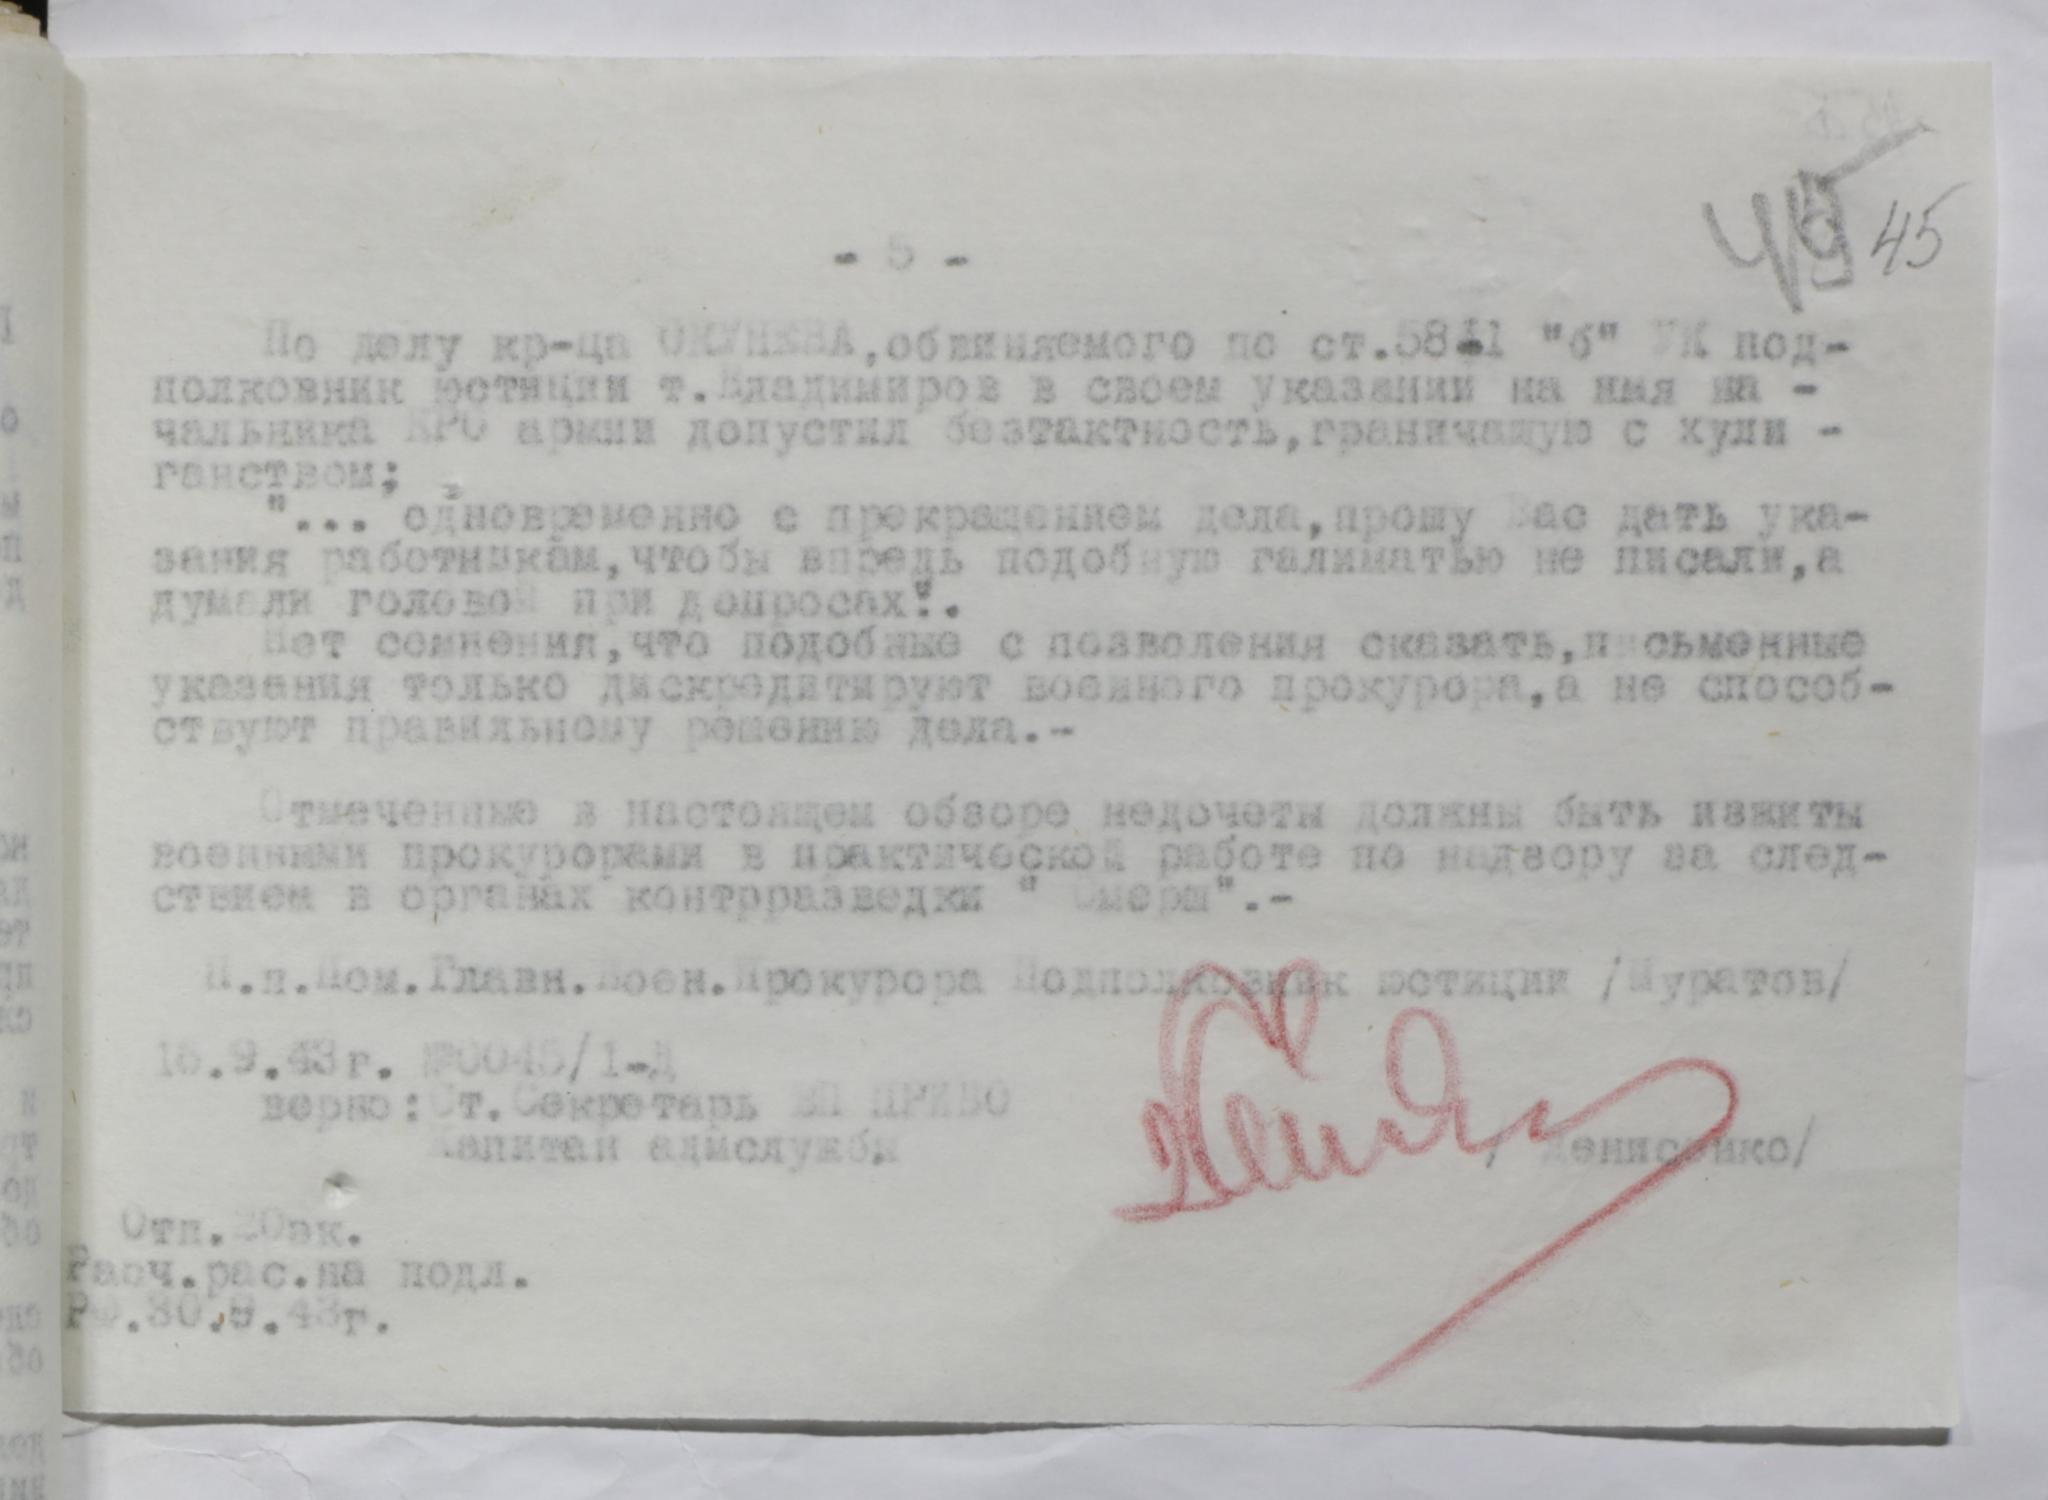 45
- 5 -
По делу кр-ца ОКУНЕВА,обвиняемого по ст.58-1 "б" УК под-
полковник юстиции т.Владимиров в своем указании на имя на -
чальника КРО армии допустил безтактность,граничащую с хули -
ганством;
"... одновременно с прекращением дела,прошу Вас дать ука-
зания работникам,чтобы впредь подобную галиматью не писали,а
думали головой при допросах".
Нет сомнения,что подобные с позволения сказать,письменные
указания только дискредитируют военного прокурора,а не способ-
ствуют правильному решению дела.-
Отмеченные в настоящем обзоре недочеты должны быть изжиты
военными прокурорами в практической работе по надзору за след-
ствием в органах контрразведки " Смерш".-
П.п.Пом.Главн.Воен.Прокурора Подполковник юстиции /Муратов/
15.9.43г. №0045/1-Д
верно:Ст.Секретарь ВП ПРИВО
Капитан адмслужбы / Денисенко/
Отп.20эк.
Расч.рас.на подл.
РФ.30.9.43г.